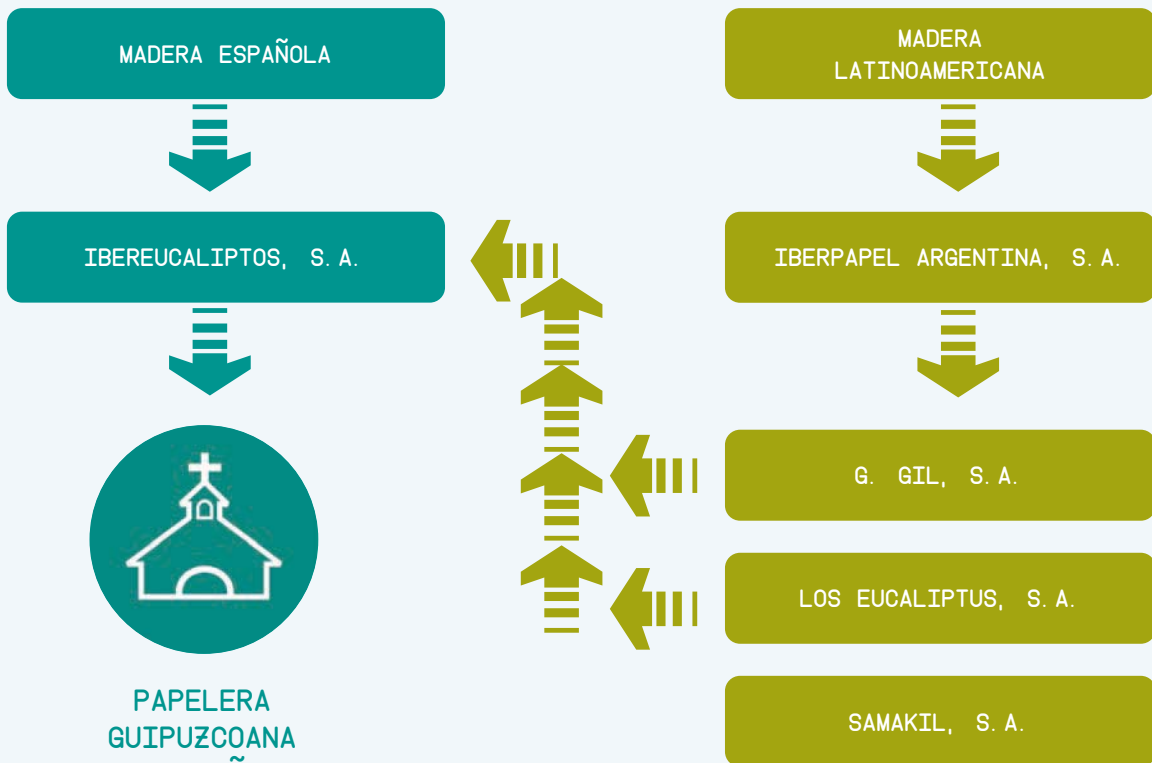 MADERA ESPAÑOLA
MADERA
LATINOAMERICANA
IBEREUCALIPTOS, S.A.
IBERPAPEL ARGENTINA, S.A.
G. GIL, S.A.
LOS EUCALIPTUS, S.A.
SAMAKIL, S.A.
PAPELERA
GUIPUZCOANA